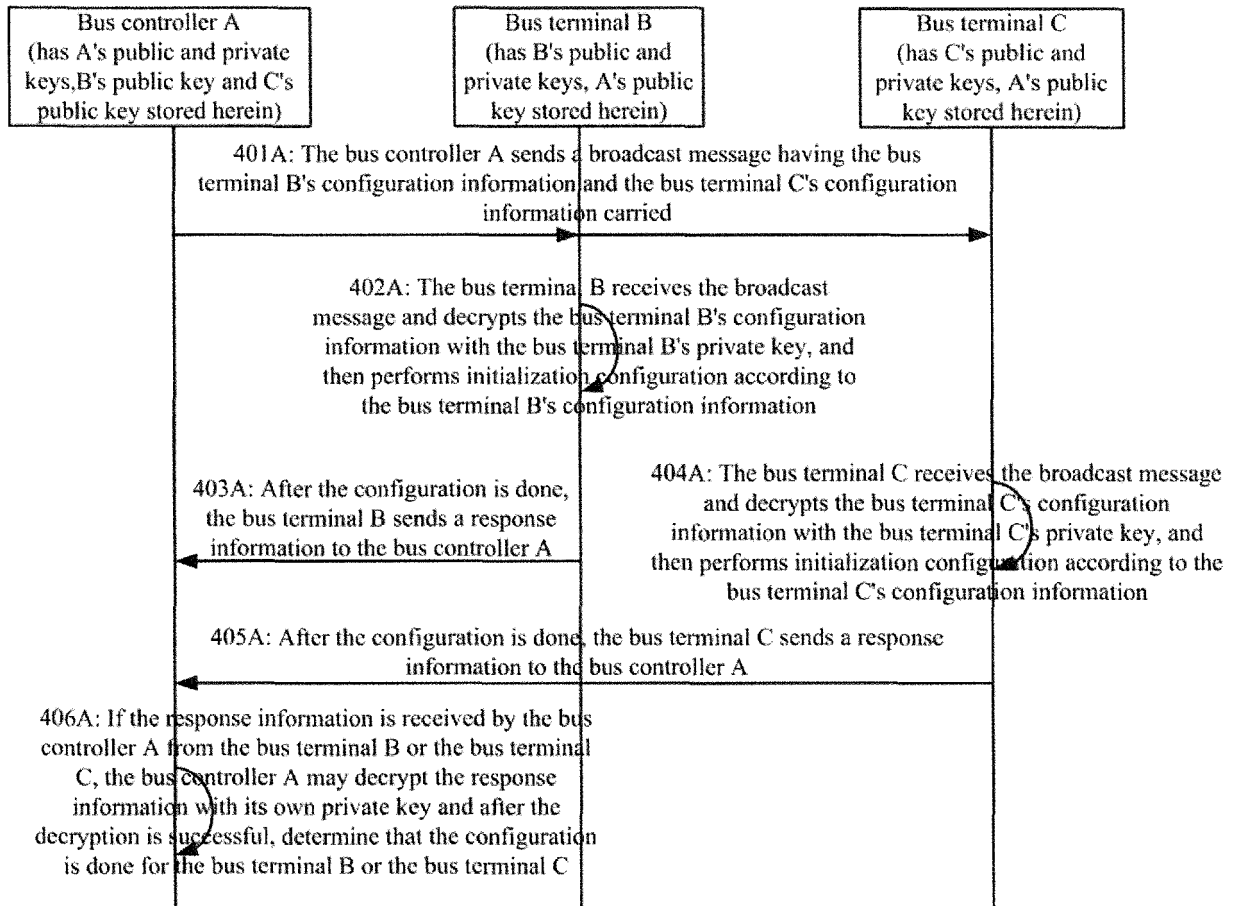 Bus controller A
(has A's public and private
keys,B's public key and C's
public key stored herein)
Bus terminal B
(has B's public and
private keys, A's public
key stored herein)
Bus terminal C
(has C's public and
private keys, A's public
key stored herein)
401A: The bus controller A sends a broadcast message having the bus
terminal B's configuration information and the bus terminal C's configuration
information carried
402A: The bus terminal B receives the broadcast
message and decrypts the bus terminal B's configuration
information with the bus terminal B's private key, and
then performs initialization configuration according to
the bus terminal B's configuration information
403A: After the configuration is done,
the bus terminal B sends a response
information to the bus controller A
404A: The bus terminal C receives the broadcast message
and decrypts the bus terminal C's configuration
information with the bus terminal C's private key, and
then performs initialization configuration according to the
bus terminal C's configuration information
405A: After the configuration is done, the bus terminal C sends a response
information to the bus controller A
406A: If the response information is received by the bus
controller A from the bus terminal B or the bus terminal
C, the bus controller A may decrypt the response
information with its own private key and after the
decryption is successful, determine that the configuration
is done for the bus terminal B or the bus terminal C